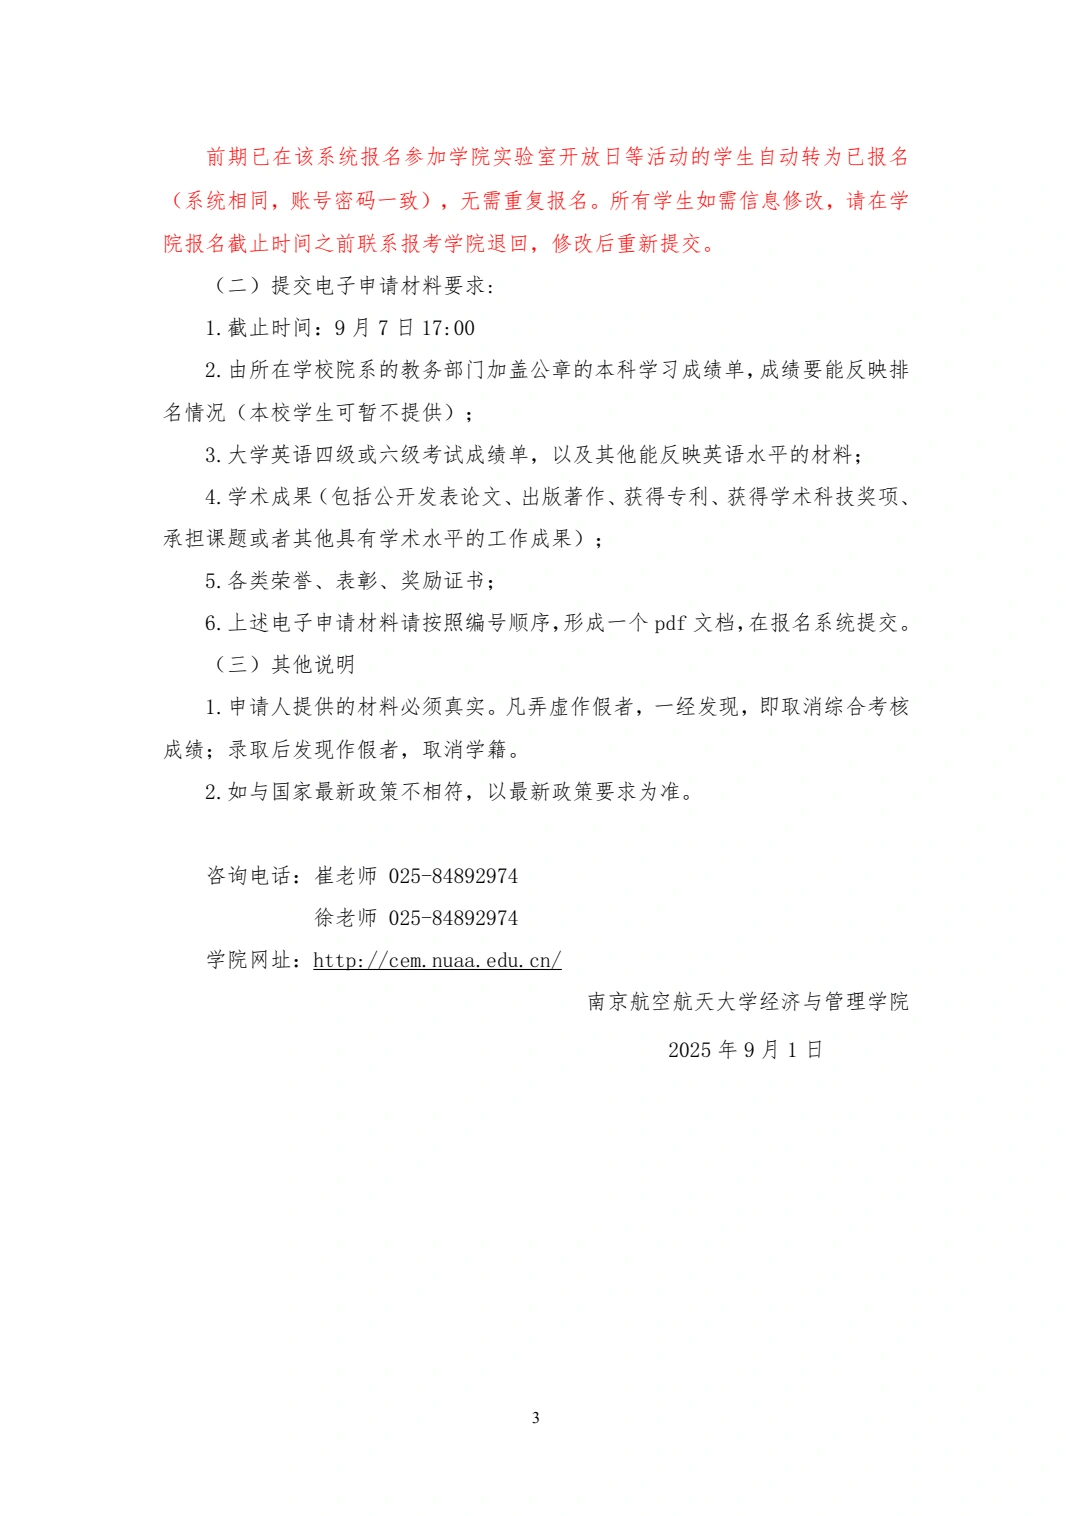 前期已在该系统报名参加学院实验室开放日等活动的学生自动转为已报名
（系统相同，账号密码一致），无需重复报名。所有学生如需信息修改，请在学
院报名截止时间之前联系报考学院退回，修改后重新提交。
（二）提交电子申请材料要求：
1.截止时间：9 月 7 日 17:00
2.由所在学校院系的教务部门加盖公章的本科学习成绩单，成绩要能反映排
名情况（本校学生可暂不提供）；
3.大学英语四级或六级考试成绩单，以及其他能反映英语水平的材料；
4.学术成果（包括公开发表论文、出版著作、获得专利、获得学术科技奖项、
承担课题或者其他具有学术水平的工作成果）；
5.各类荣誉、表彰、奖励证书；
6.上述电子申请材料请按照编号顺序，形成一个 pdf 文档，在报名系统提交。
（三）其他说明
1.申请人提供的材料必须真实。凡弄虚作假者，一经发现，即取消综合考核
成绩；录取后发现作假者，取消学籍。
2.如与国家最新政策不相符，以最新政策要求为准。
咨询电话：崔老师 025-84892974
徐老师 025-84892974
学院网址：http://cem.nuaa.edu.cn/
南京航空航天大学经济与管理学院
2025 年 9 月 1 日
3